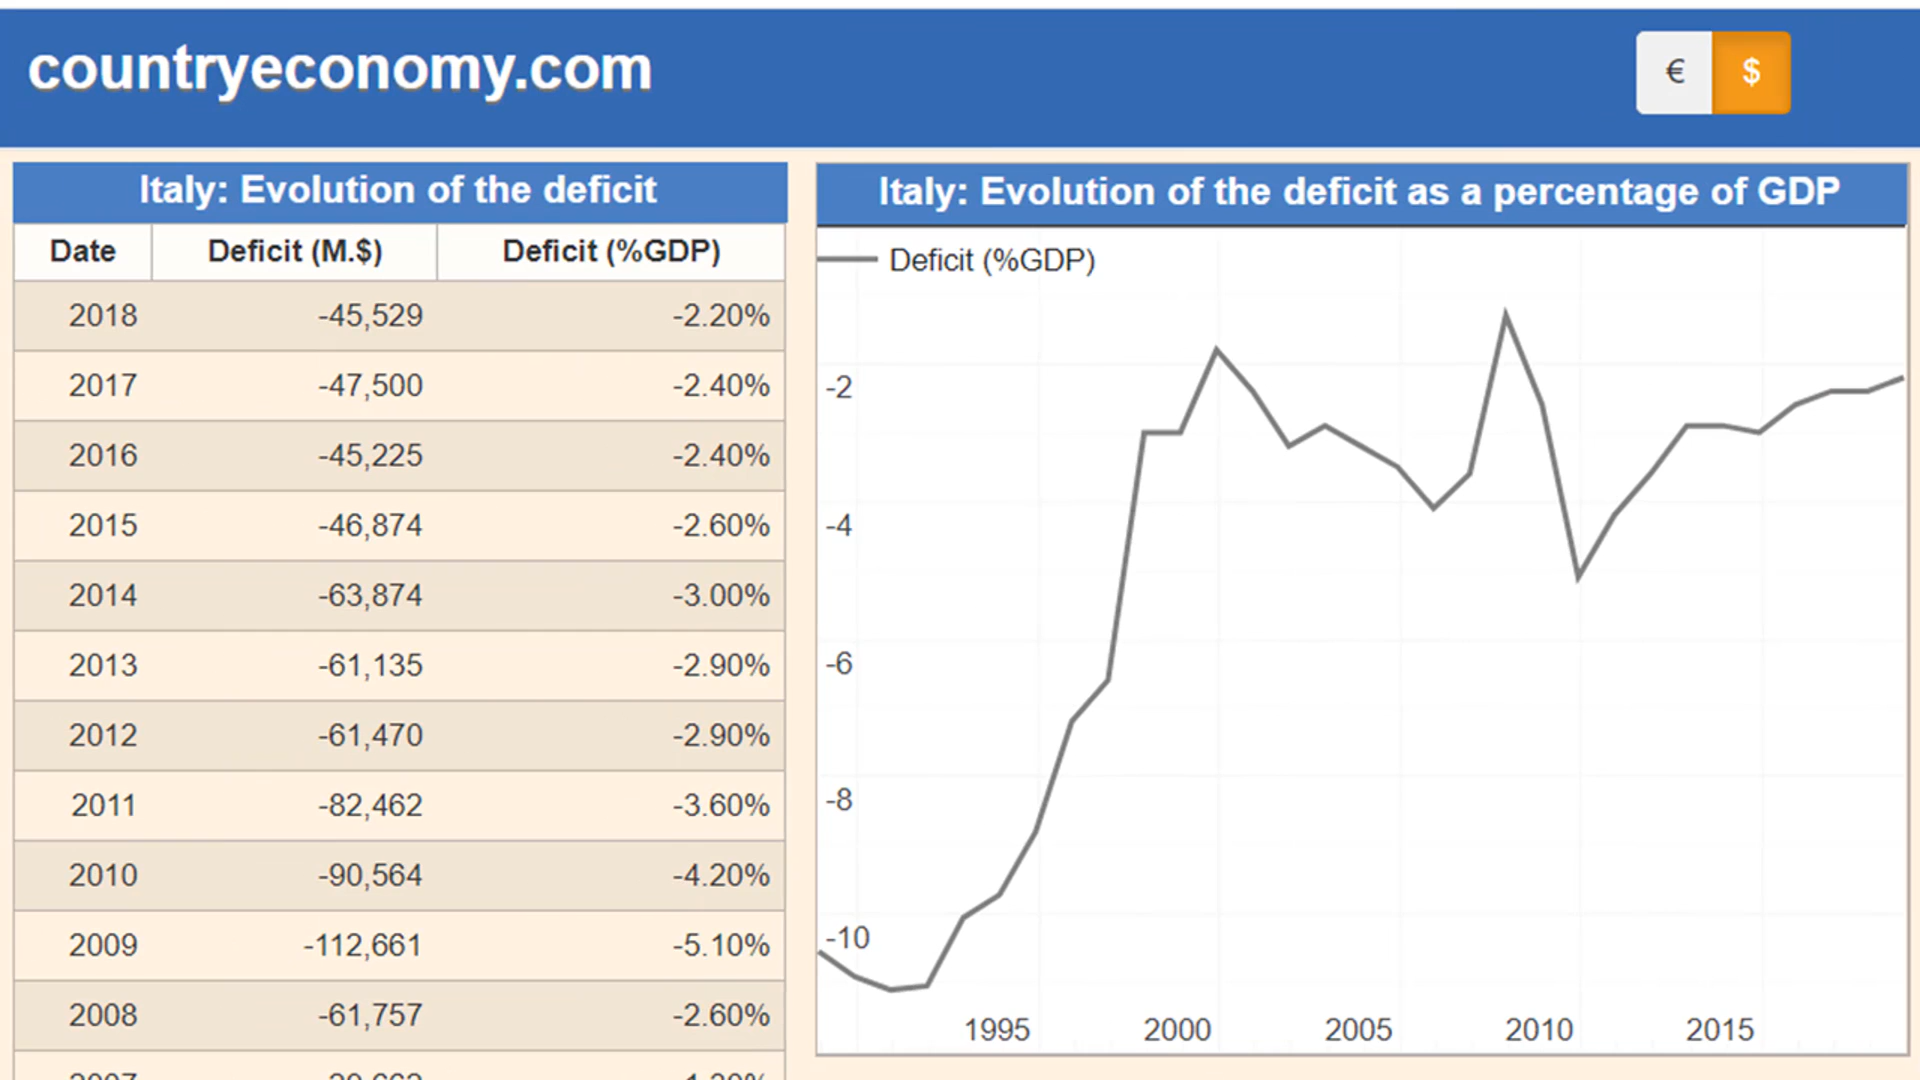 countryeconomy.com
€ $
Italy: Evolution of the deficit
Date Deficit (M.$) Deficit (%GDP)
2018 -45,529 -2.20%
2017 -47,500 -2.40%
2016 -45,225 -2.40%
2015 -46,874 -2.60%
2014 -63,874 -3.00%
2013 -61,135 -2.90%
2012 -61,470 -2.90%
2011 -82,462 -3.60%
2010 -90,564 -4.20%
2009 -112,661 -5.10%
2008 -61,757 -2.60%
Italy: Evolution of the deficit as a percentage of GDP
Deficit (%GDP)
-2
-4
-6
-8
-10
1995 2000 2005 2010 2015